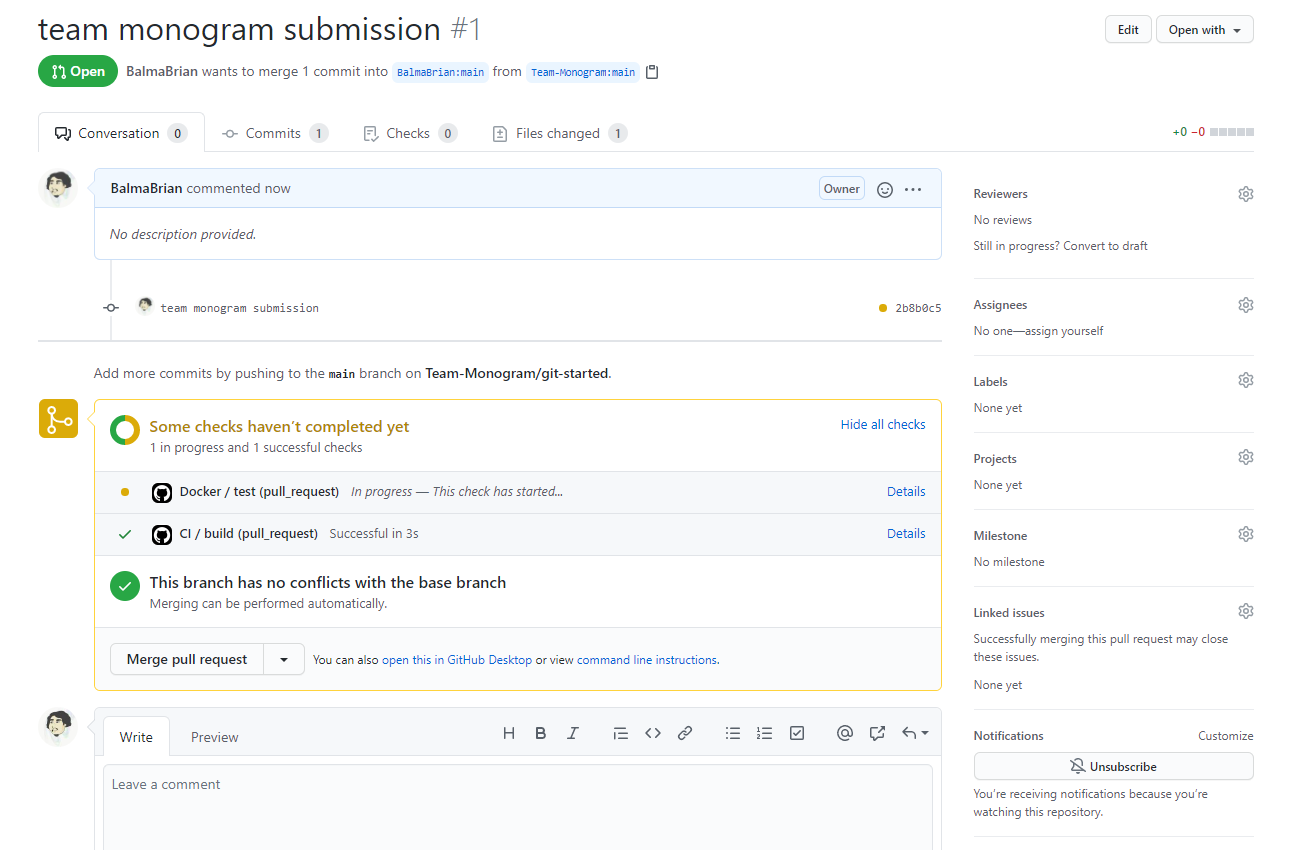 team monogram submission #1
Edit
Open with
Open
BalmaBrian wants to merge 1 commit into BalmaBrian:main from Team-Monogram:main
Conversation 0
Commits 1
Checks 0
Files changed 1
+0 −0
BalmaBrian commented now
Owner
No description provided.
team monogram submission
2b8b0c5
Add more commits by pushing to the main branch on Team-Monogram/git-started.
Some checks haven't completed yet
Hide all checks
1 in progress and 1 successful checks
Docker / test (pull_request) In progress — This check has started...
Details
CI / build (pull_request) Successful in 3s
Details
This branch has no conflicts with the base branch
Merging can be performed automatically.
Merge pull request
You can also open this in GitHub Desktop or view command line instructions.
Write
Preview
Leave a comment
Reviewers
No reviews
Still in progress? Convert to draft
Assignees
No one—assign yourself
Labels
None yet
Projects
None yet
Milestone
No milestone
Linked issues
Successfully merging this pull request may close
these issues.
None yet
Notifications
Customize
Unsubscribe
You're receiving notifications because you're
watching this repository.